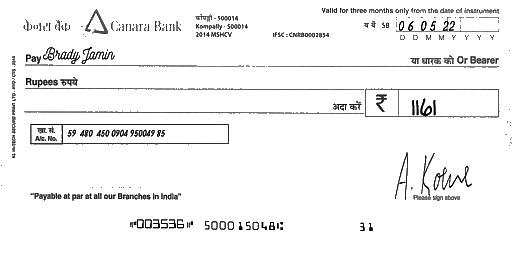 Valid for three months only from the date of instrument
केनरा बैंक Canara Bank
कोंपल्ली - 500014
Kompally - 500014
2014 MSHCV
IFSC : CNRB0002854
SB 06 05 22
D D M M Y Y Y Y
Pay Brady Jamin या धारक को Or Bearer
Rupees रुपये
अदा करें ₹ 1161
खा. सं.
A/c. No. 59 480 450 0904 950049 85
A. Kohe
Please sign above
"Payable at par at all our Branches in India"
⑈003536⑈ 500015048⑆ 31